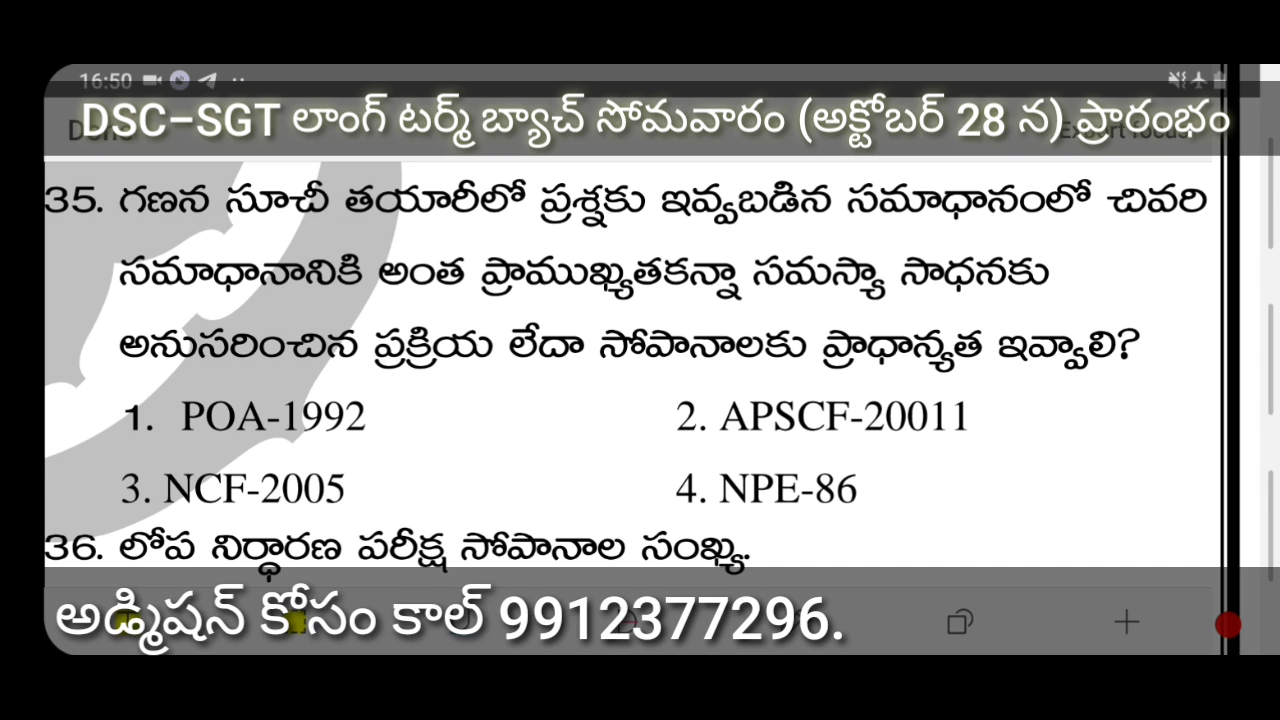 16:50
DSC-SGT లాంగ్ టర్మ్ బ్యాచ్ సోమవారం (అక్టోబర్ 28 న) ప్రారంభం
35. గణన సూచీ తయారీలో ప్రశ్నకు ఇవ్వబడిన సమాధానంలో చివరి
సమాధానానికి అంత ప్రాముఖ్యతకన్నా సమస్యా సాధనకు
అనుసరించిన ప్రక్రియ లేదా సోపానాలకు ప్రాధాన్యత ఇవ్వాలి?
1. POA-1992 2. APSCF-20011
3. NCF-2005 4. NPE-86
36. లోప నిర్ధారణ పరీక్ష సోపానాల సంఖ్య.
అడ్మిషన్ కోసం కాల్ 9912377296.